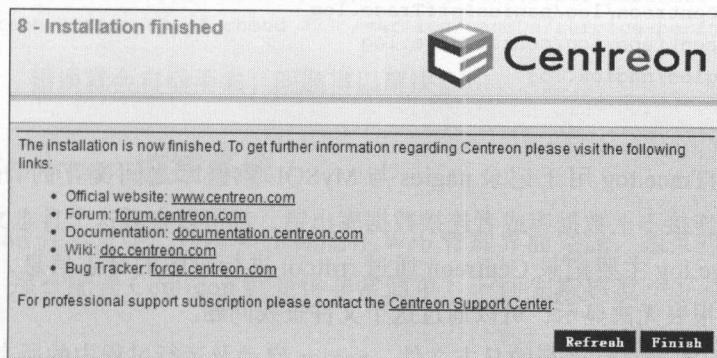 8 - Installation finished
Centreon
The installation is now finished. To get further information regarding Centreon please visit the following
links:
Official website: www.centreon.com
Forum: forum.centreon.com
Documentation: documentation.centreon.com
Wiki: doc.centreon.com
Bug Tracker: forge.centreon.com
For professional support subscription please contact the Centreon Support Center.
Refresh Finish